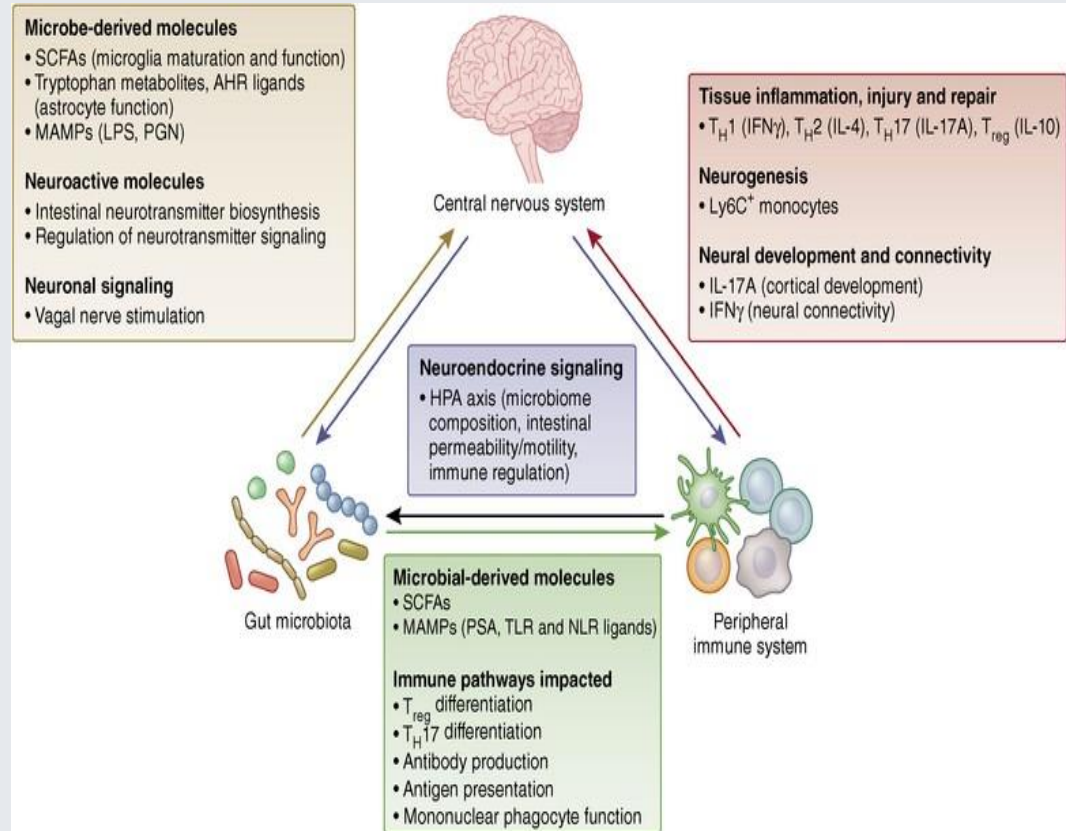 Microbe-derived molecules
• SCFAs (microglia maturation and function)
• Tryptophan metabolites, AHR ligands
(astrocyte function)
• MAMPs (LPS, PGN)
Neuroactive molecules
• Intestinal neurotransmitter biosynthesis
• Regulation of neurotransmitter signaling
Neuronal signaling
• Vagal nerve stimulation
Central nervous system
Tissue inflammation, injury and repair
• TH1 (IFNγ), TH2 (IL-4), TH17 (IL-17A), Treg (IL-10)
Neurogenesis
• Ly6C+ monocytes
Neural development and connectivity
• IL-17A (cortical development)
• IFNγ (neural connectivity)
Neuroendocrine signaling
• HPA axis (microbiome
composition, intestinal
permeability/motility,
immune regulation)
Gut microbiota
Peripheral
immune system
Microbial-derived molecules
• SCFAs
• MAMPs (PSA, TLR and NLR ligands)
Immune pathways impacted
• Treg differentiation
• TH17 differentiation
• Antibody production
• Antigen presentation
• Mononuclear phagocyte function